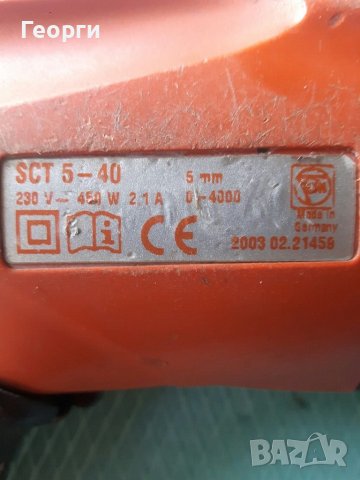 Георги
SCT 5-40 5 mm
230 V~ 450 W 2.1 A 0-4000
Made in
Germany
CE
2003 02.21459
BAZAR
bg